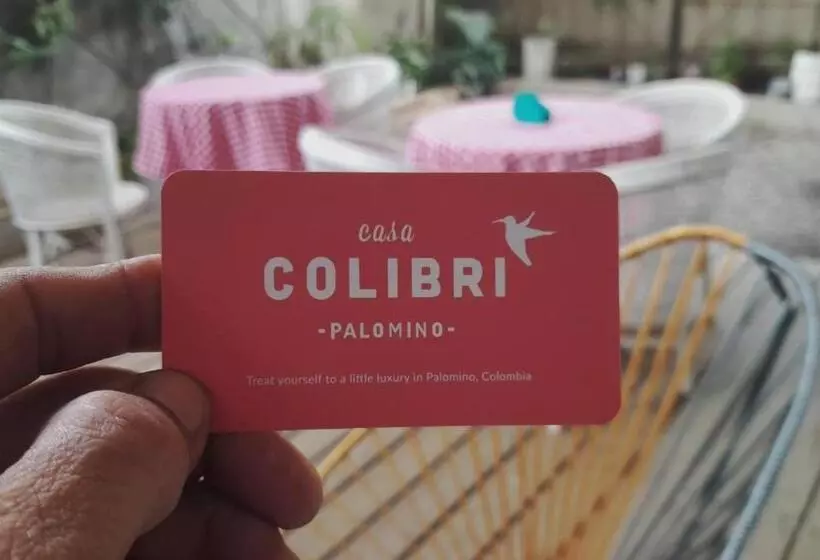 casa
COLIBRI
-PALOMINO-
Treat yourself to a little luxury in Palomino, Colombia